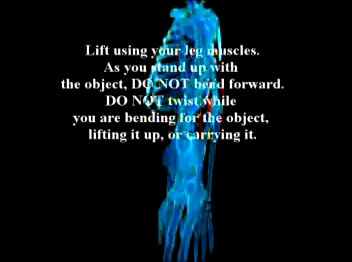 Lift using your leg muscles.
As you stand up with
the object, DO NOT bend forward.
DO NOT twist while
you are bending for the object,
lifting it up, or carrying it.